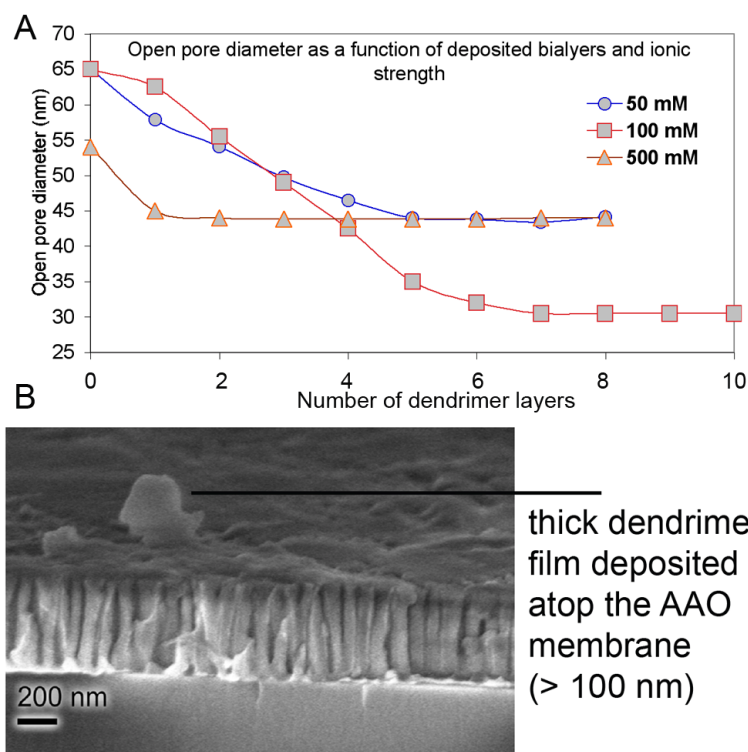 A
Open pore diameter as a function of deposited bialyers and ionic
strength
Open pore diameter (nm)
70
65
60
55
50
45
40
35
30
25
50 mM
100 mM
500 mM
0
2
4
6
8
10
Number of dendrimer layers
B
thick dendrime
film deposited
atop the AAO
membrane
(> 100 nm)
200 nm